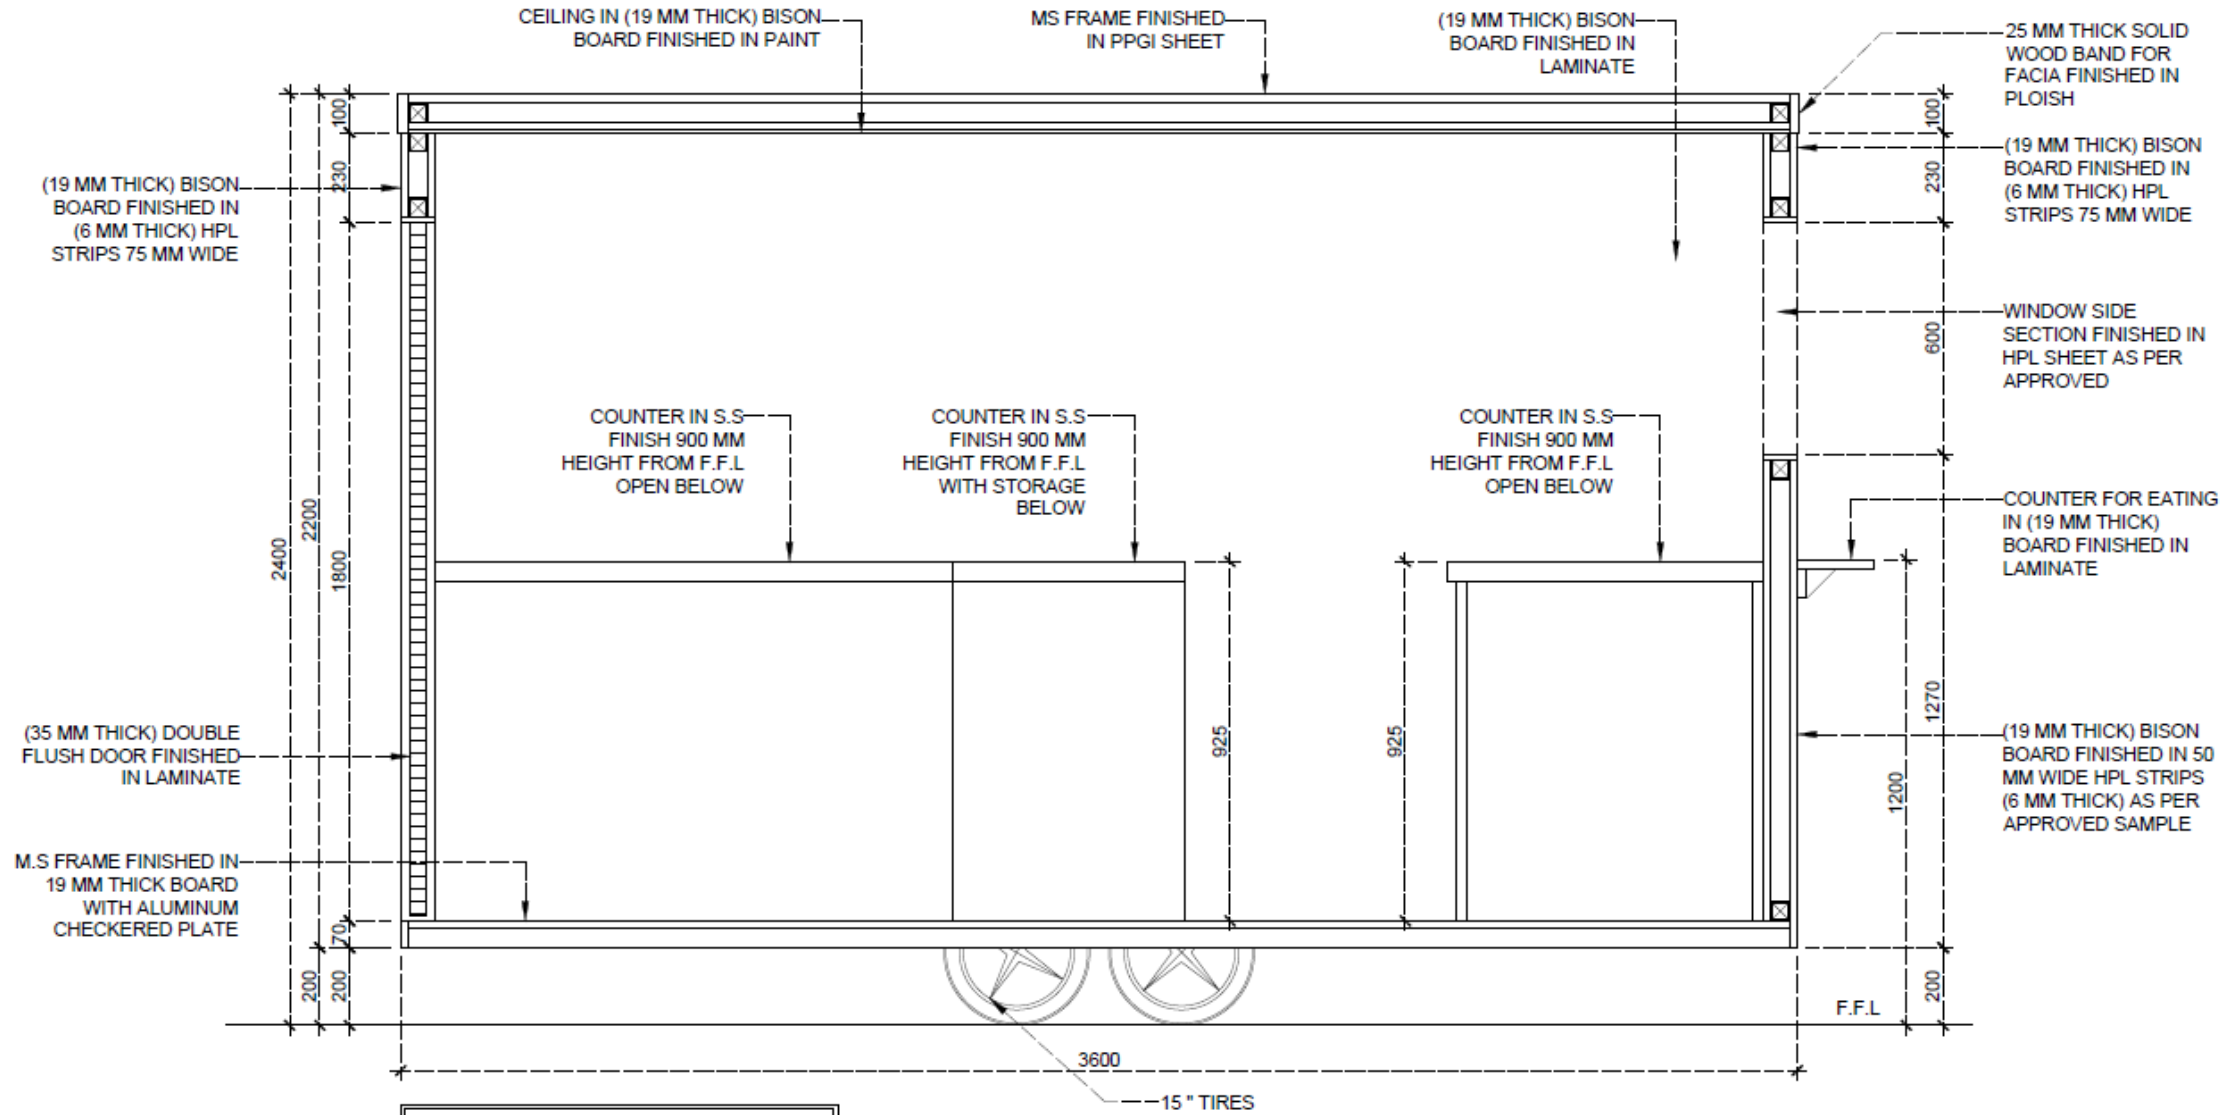 CEILING IN (19 MM THICK) BISON
BOARD FINISHED IN PAINT
MS FRAME FINISHED
IN PPGI SHEET
(19 MM THICK) BISON
BOARD FINISHED IN
LAMINATE
25 MM THICK SOLID
WOOD BAND FOR
FACIA FINISHED IN
PLOISH
(19 MM THICK) BISON
BOARD FINISHED IN
(6 MM THICK) HPL
STRIPS 75 MM WIDE
(19 MM THICK) BISON
BOARD FINISHED IN
(6 MM THICK) HPL
STRIPS 75 MM WIDE
WINDOW SIDE
SECTION FINISHED IN
HPL SHEET AS PER
APPROVED
COUNTER IN S.S
FINISH 900 MM
HEIGHT FROM F.F.L
OPEN BELOW
COUNTER IN S.S
FINISH 900 MM
HEIGHT FROM F.F.L
WITH STORAGE
BELOW
COUNTER IN S.S
FINISH 900 MM
HEIGHT FROM F.F.L
OPEN BELOW
COUNTER FOR EATING
IN (19 MM THICK)
BOARD FINISHED IN
LAMINATE
(35 MM THICK) DOUBLE
FLUSH DOOR FINISHED
IN LAMINATE
(19 MM THICK) BISON
BOARD FINISHED IN 50
MM WIDE HPL STRIPS
(6 MM THICK) AS PER
APPROVED SAMPLE
M.S FRAME FINISHED IN
19 MM THICK BOARD
WITH ALUMINUM
CHECKERED PLATE
2400
2200
200
100
230
1800
70
200
925
925
1200
100
230
600
1270
200
F.F.L
3600
15 " TIRES